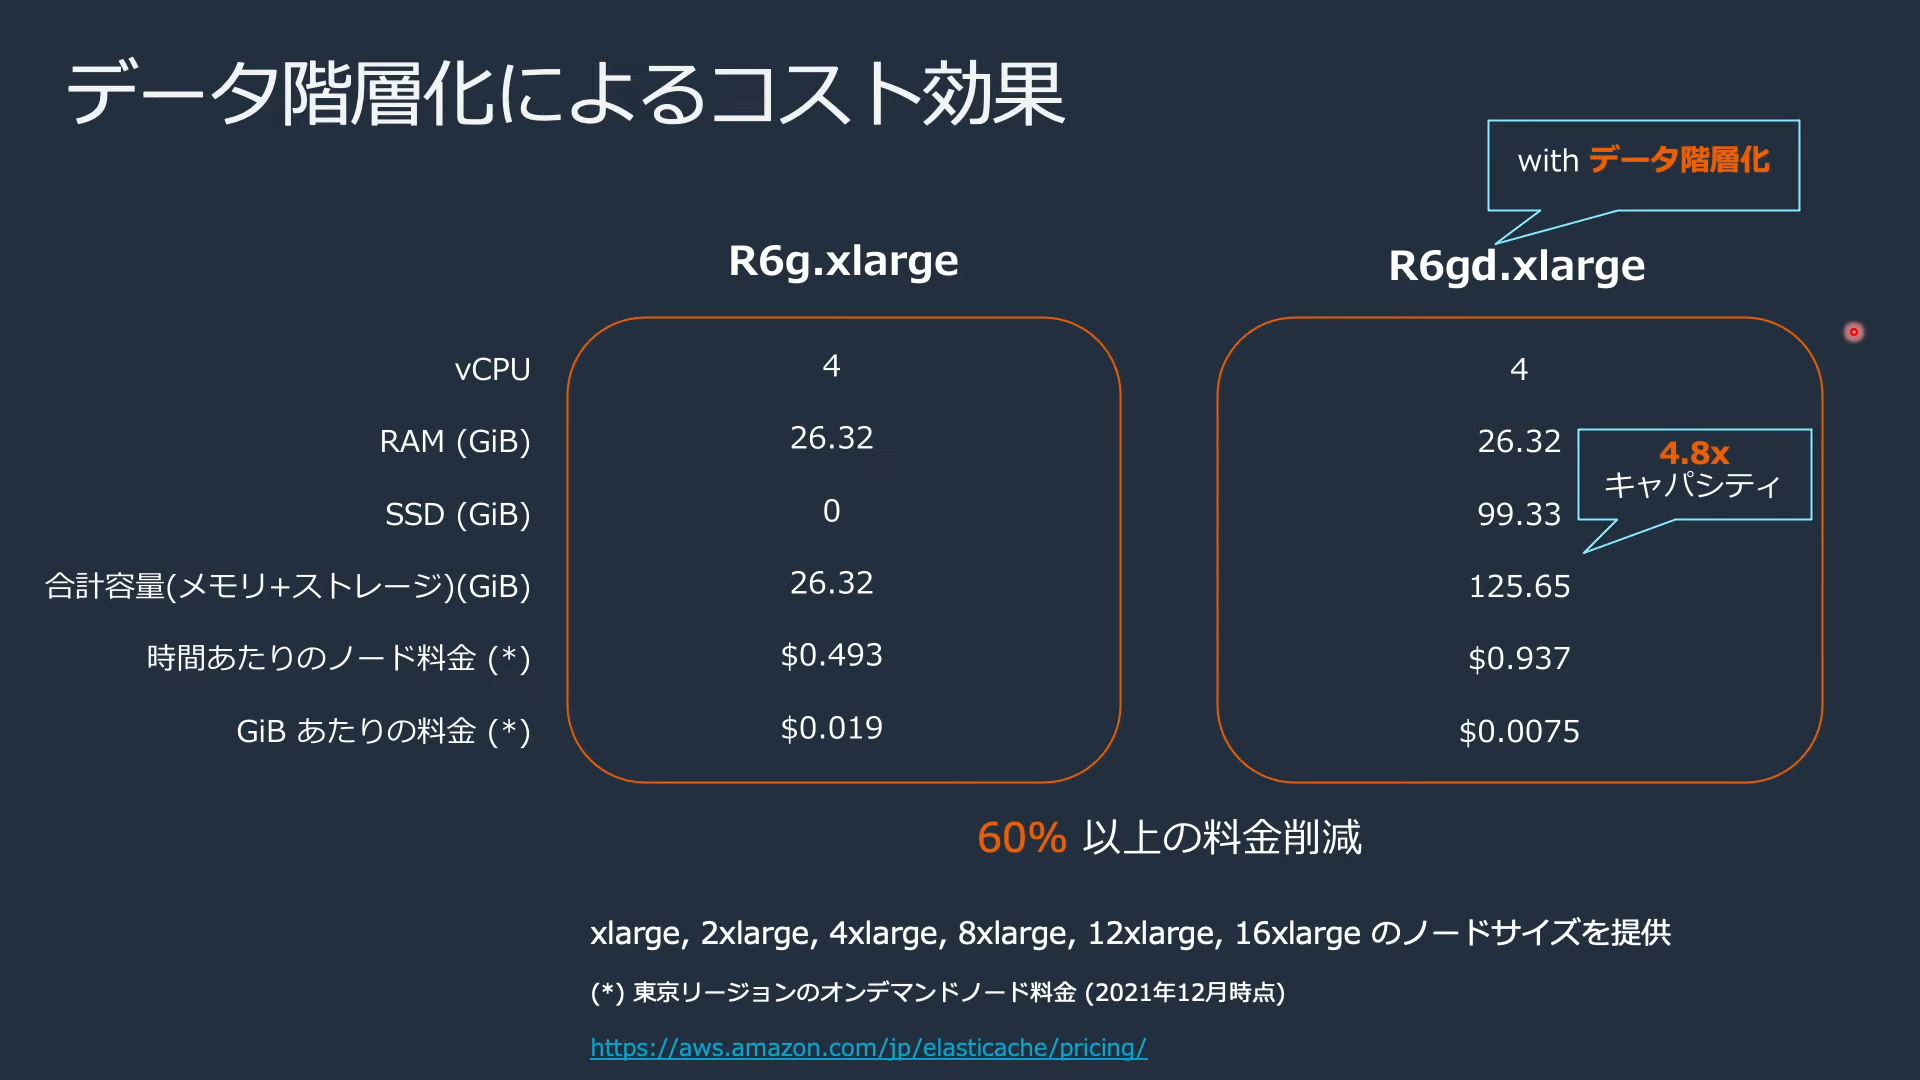 データ階層化によるコスト効果
with データ階層化
R6g.xlarge
R6gd.xlarge
vCPU 4 4
RAM (GiB) 26.32 26.32
4.8x
キャパシティ
SSD (GiB) 0 99.33
合計容量(メモリ+ストレージ)(GiB) 26.32 125.65
時間あたりのノード料金 (*) $0.493 $0.937
GiB あたりの料金 (*) $0.019 $0.0075
60% 以上の料金削減
xlarge, 2xlarge, 4xlarge, 8xlarge, 12xlarge, 16xlarge のノードサイズを提供
(*) 東京リージョンのオンデマンドノード料金 (2021年12月時点)
https://aws.amazon.com/jp/elasticache/pricing/